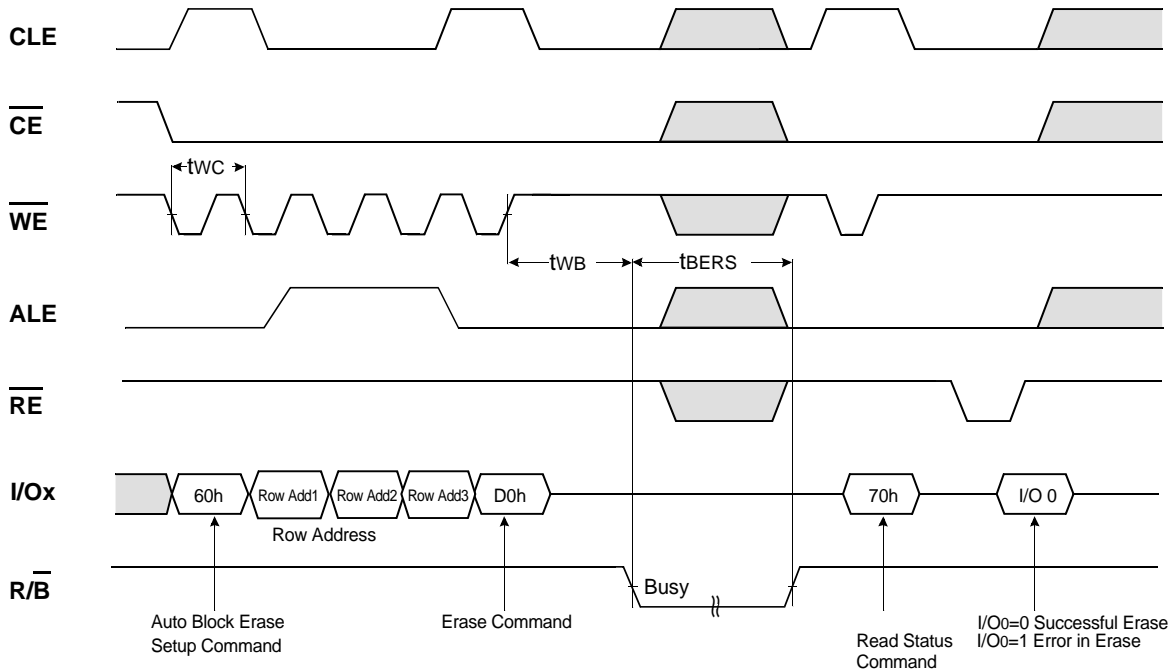 CLE
CE
tWC
WE
tWB
tBERS
ALE
RE
I/Ox
60h
Row Add1
Row Add2
Row Add3
D0h
70h
I/O 0
Row Address
R/B
Busy
Auto Block Erase
Setup Command
Erase Command
Read Status
Command
I/O0=0 Successful Erase
I/O0=1 Error in Erase